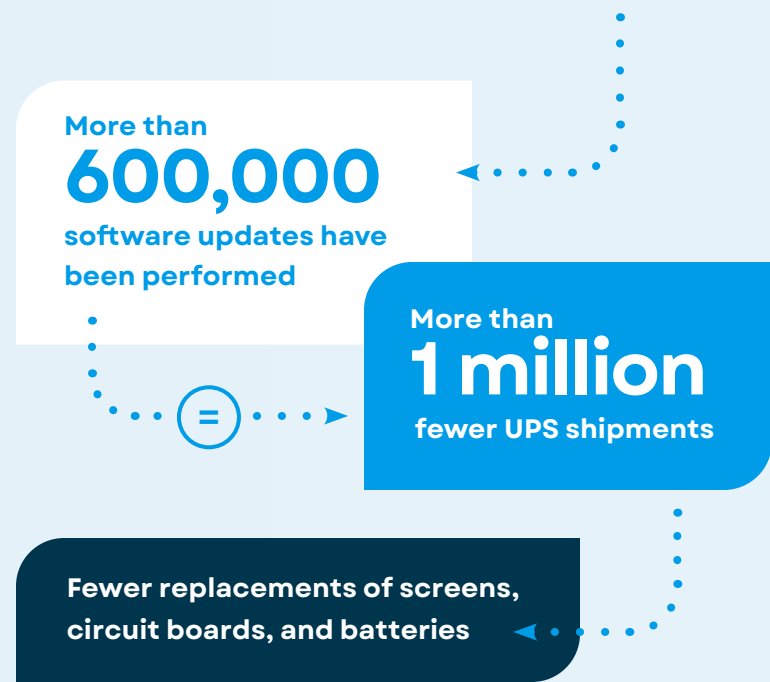 More than
600,000
software updates have
been performed
=
More than
1 million
fewer UPS shipments
Fewer replacements of screens,
circuit boards, and batteries